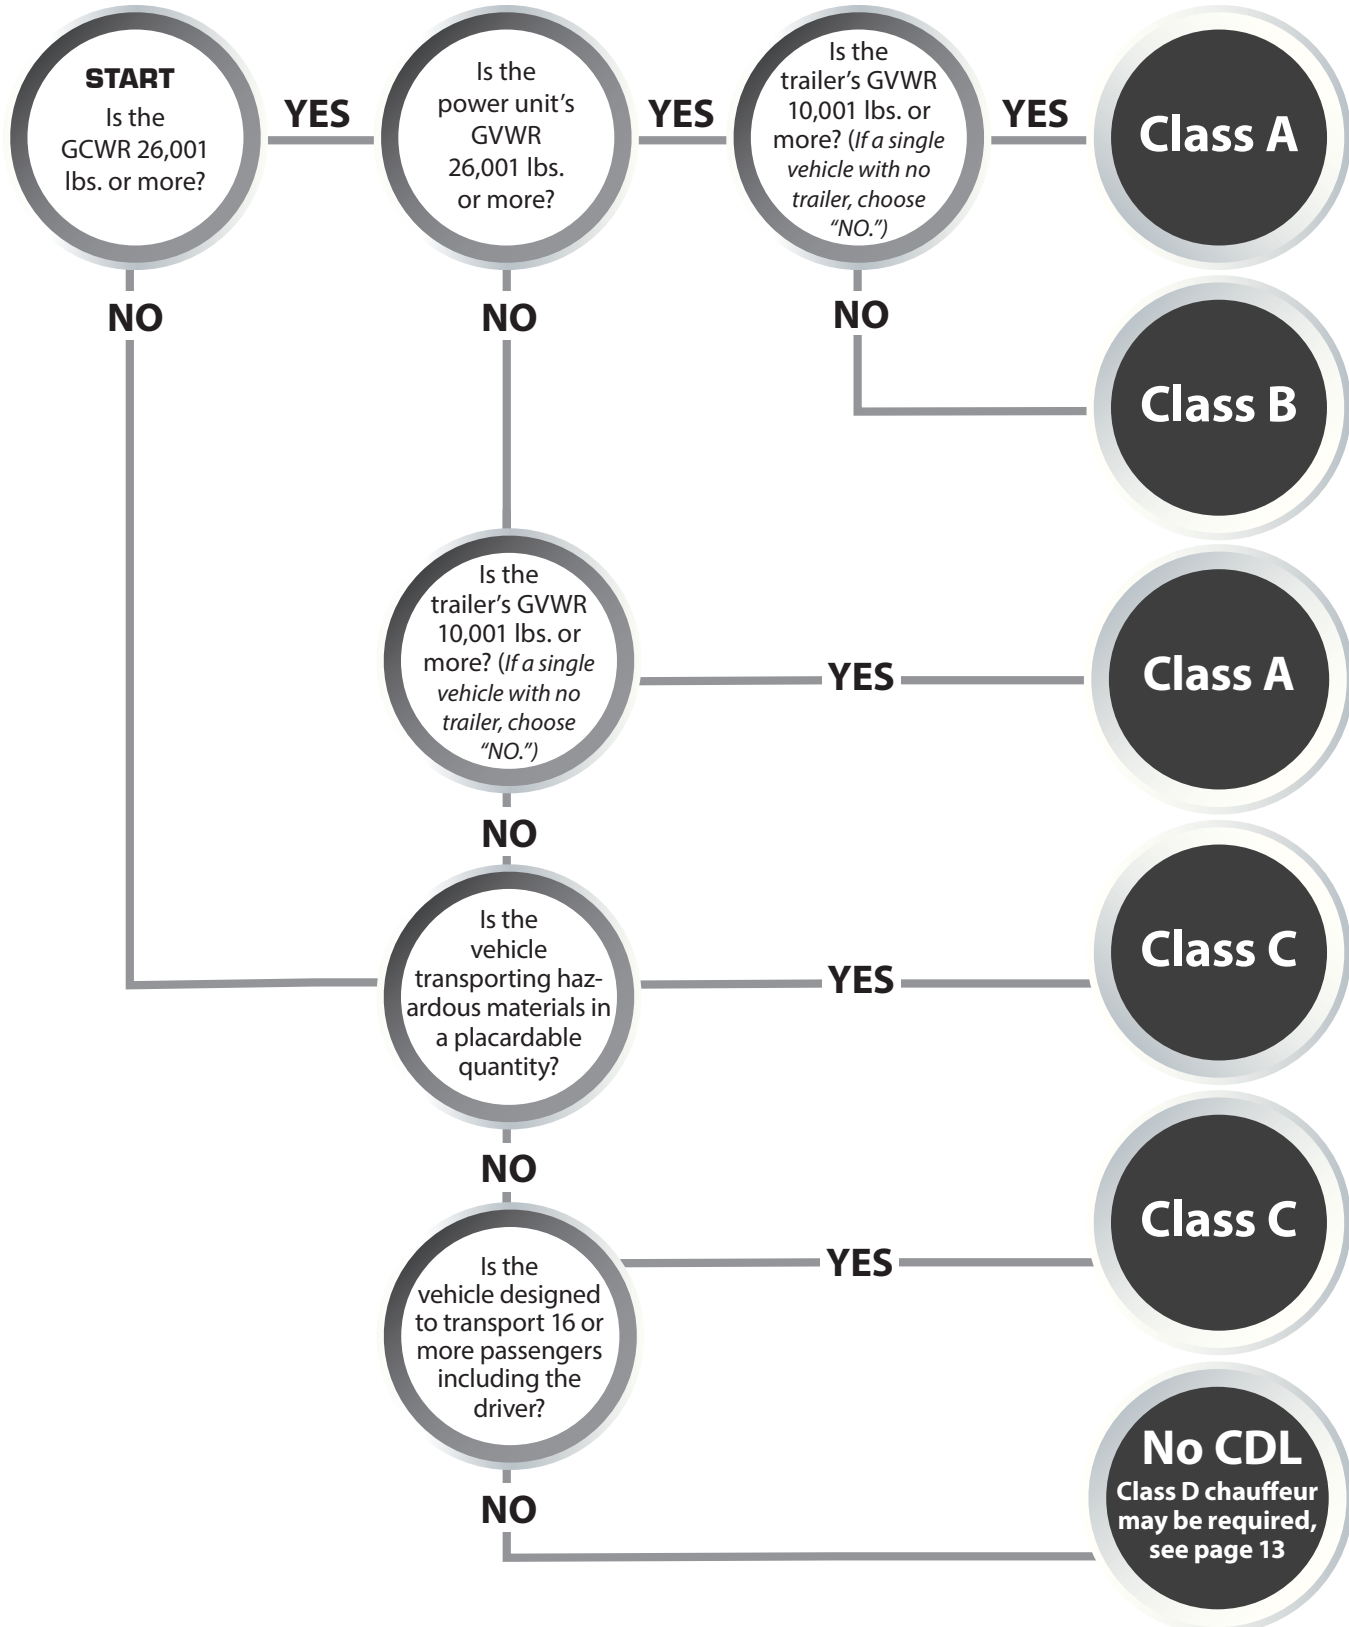 START
Is the
GCWR 26,001
lbs. or more?
YES
Is the
power unit's
GVWR
26,001 lbs.
or more?
YES
Is the
trailer's GVWR
10,001 lbs. or
more? (If a single
vehicle with no
trailer, choose
“NO.”)
YES
Class A
NO
NO
NO
Class B
Is the
trailer's GVWR
10,001 lbs. or
more? (If a single
vehicle with no
trailer, choose
“NO.”)
YES
Class A
NO
Is the
vehicle
transporting haz-
ardous materials in
a placardable
quantity?
YES
Class C
NO
Is the
vehicle designed
to transport 16 or
more passengers
including the
driver?
YES
Class C
NO
No CDL
Class D chauffeur
may be required,
see page 13